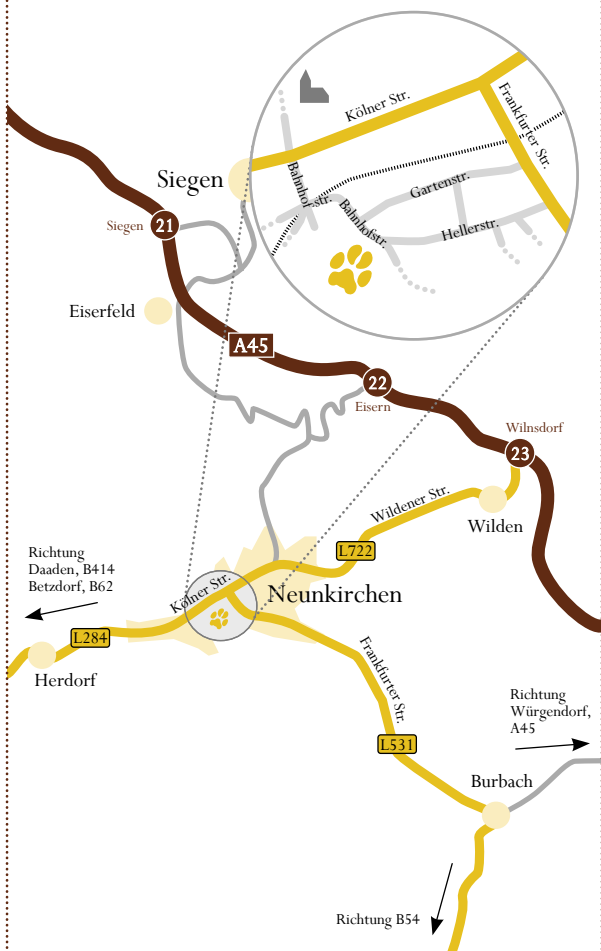 Kölner Str.
Frankfurter Str.
Siegen
Bahnhof-str.
Gartenstr.
Bahnhofstr.
Hellerstr.
Siegen
21
Eiserfeld
A45
22
Eisern
Wilnsdorf
23
Wildener Str.
Wilden
L722
Richtung
Daaden, B414
Betzdorf, B62
Kölner Str.
Neunkirchen
L284
Herdorf
Frankfurter Str.
Richtung
Würgendorf,
A45
L531
Burbach
Richtung B54